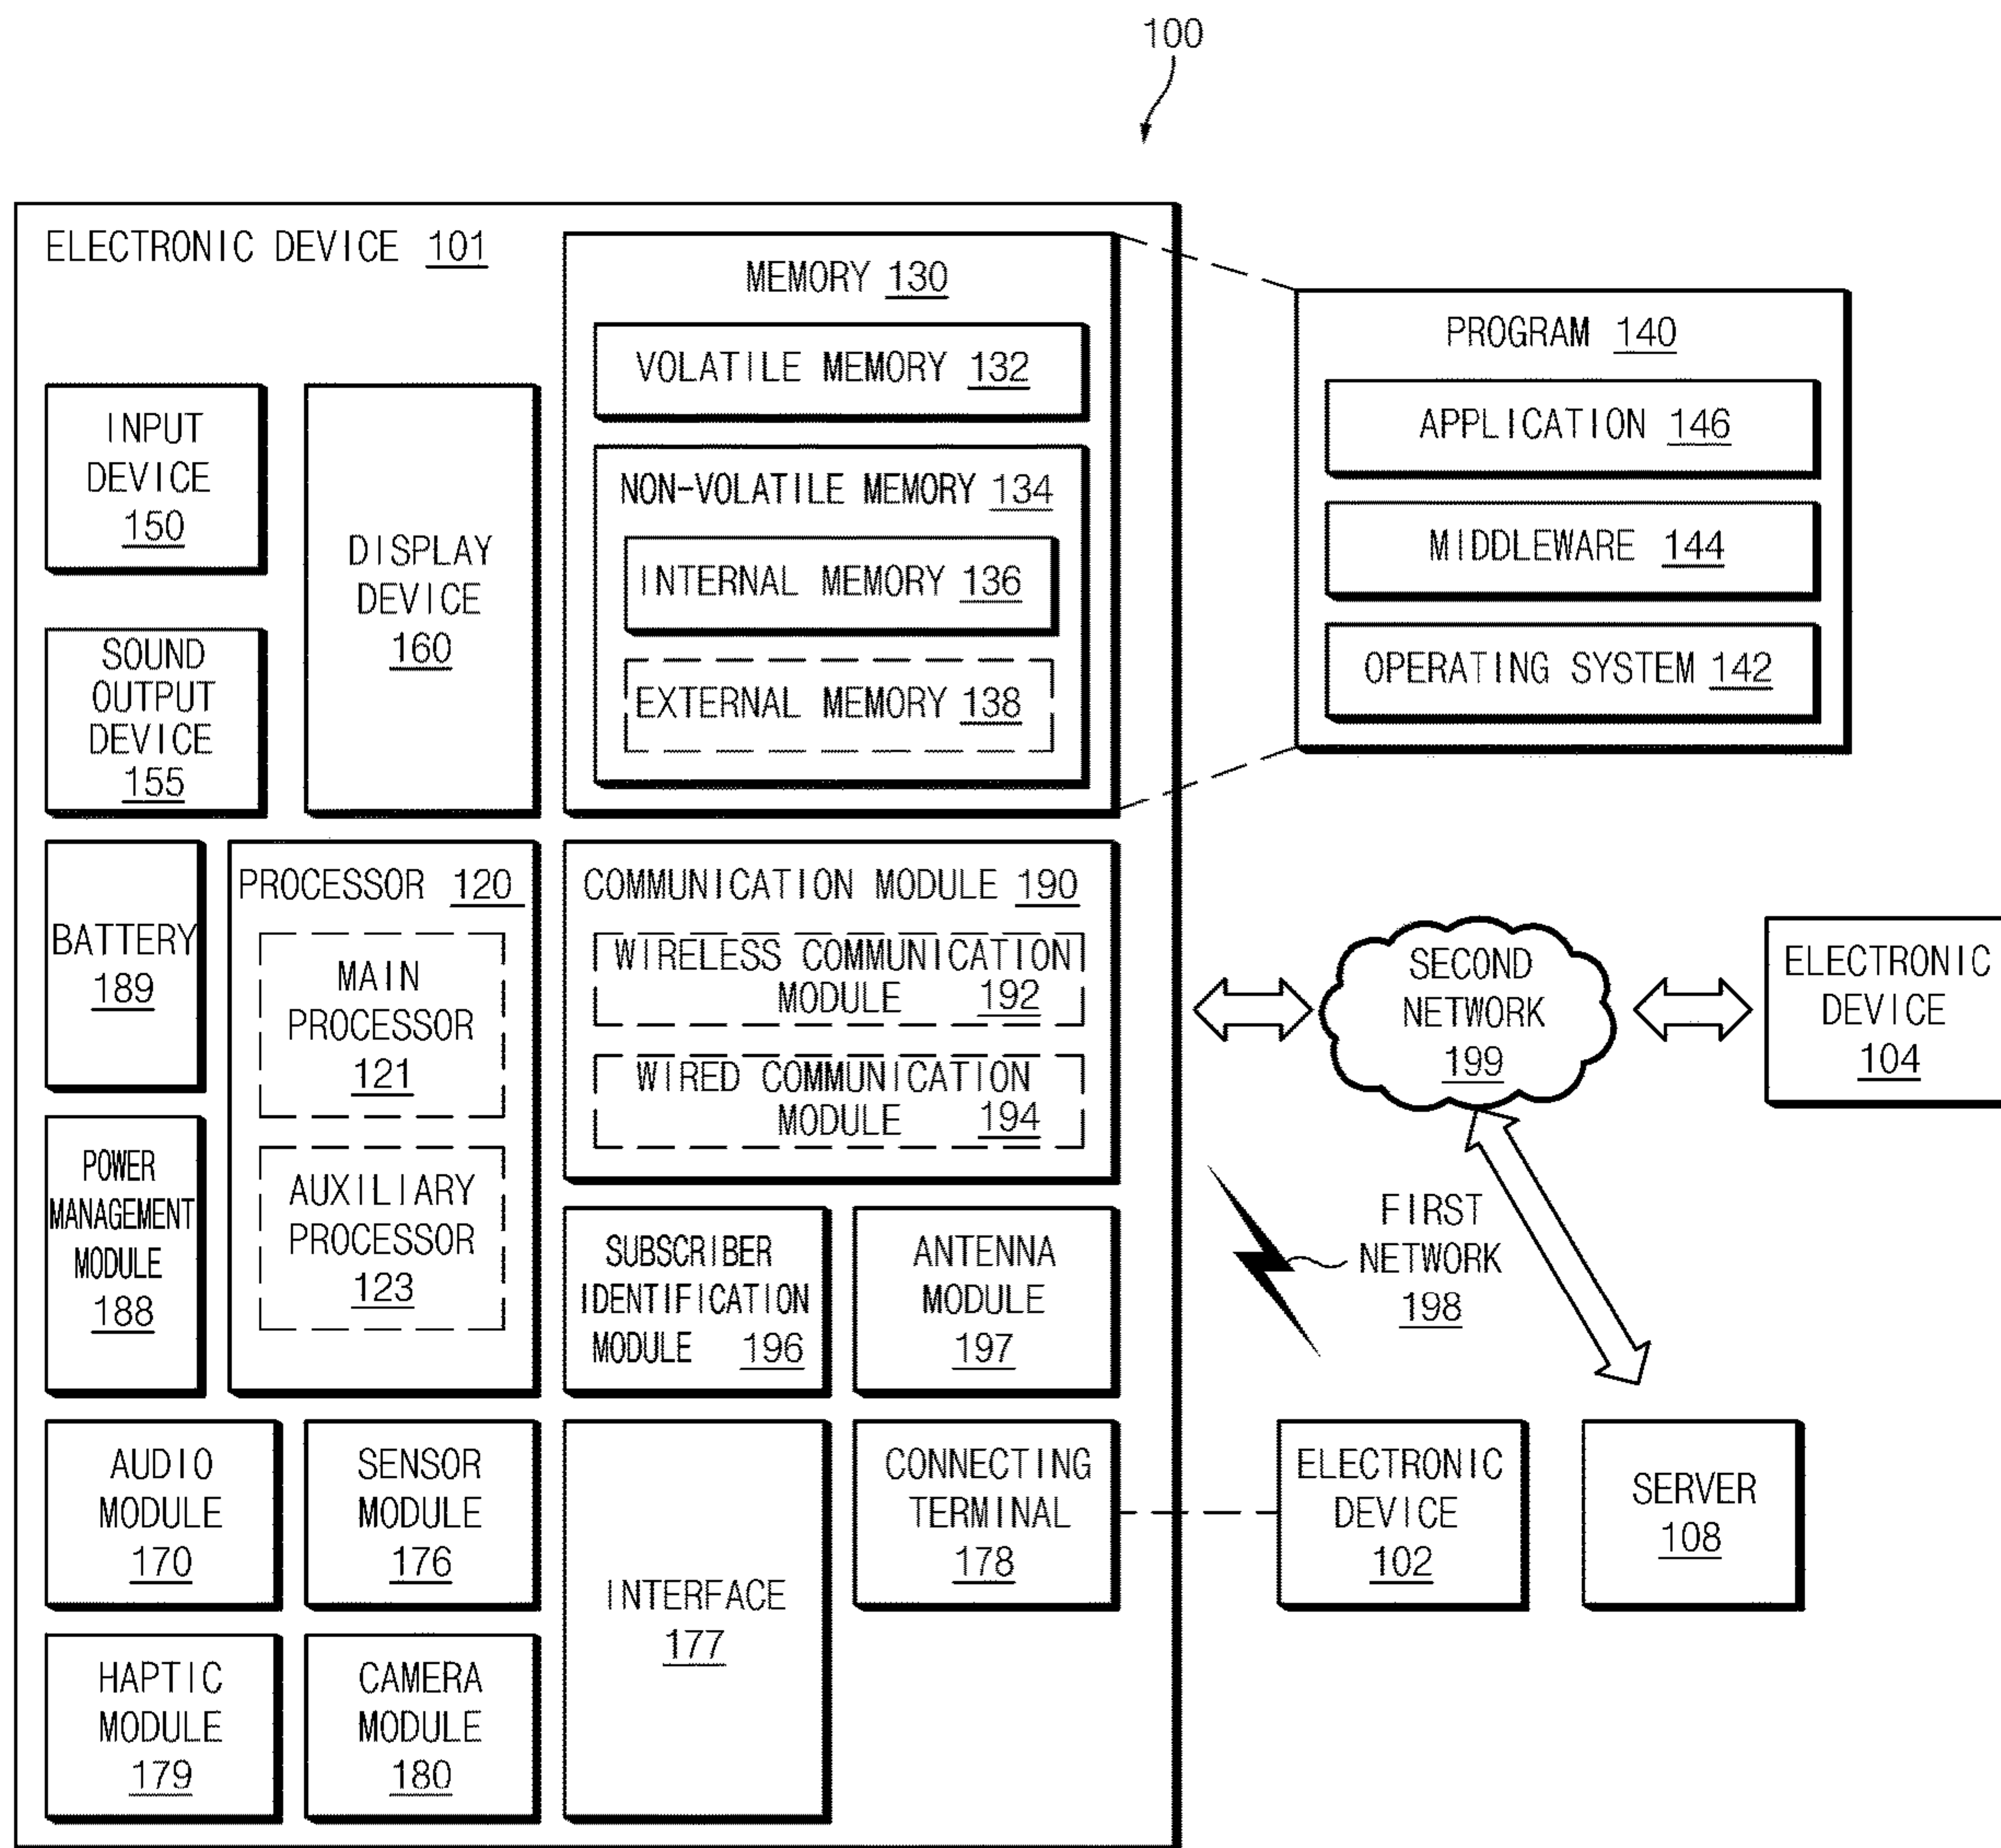 100
ELECTRONIC DEVICE 101
MEMORY 130
VOLATILE MEMORY 132
NON-VOLATILE MEMORY 134
INTERNAL MEMORY 136
EXTERNAL MEMORY 138
PROGRAM 140
APPLICATION 146
MIDDLEWARE 144
OPERATING SYSTEM 142
INPUT
DEVICE
150
DISPLAY
DEVICE
160
SOUND
OUTPUT
DEVICE
155
BATTERY
189
PROCESSOR 120
MAIN
PROCESSOR
121
AUXILIARY
PROCESSOR
123
POWER
MANAGEMENT
MODULE
188
COMMUNICATION MODULE 190
WIRELESS COMMUNICATION
MODULE 192
WIRED COMMUNICATION
MODULE 194
SUBSCRIBER
IDENTIFICATION
MODULE 196
ANTENNA
MODULE
197
SECOND
NETWORK
199
ELECTRONIC
DEVICE
104
FIRST
NETWORK
198
AUDIO
MODULE
170
SENSOR
MODULE
176
INTERFACE
177
CONNECTING
TERMINAL
178
ELECTRONIC
DEVICE
102
SERVER
108
HAPTIC
MODULE
179
CAMERA
MODULE
180